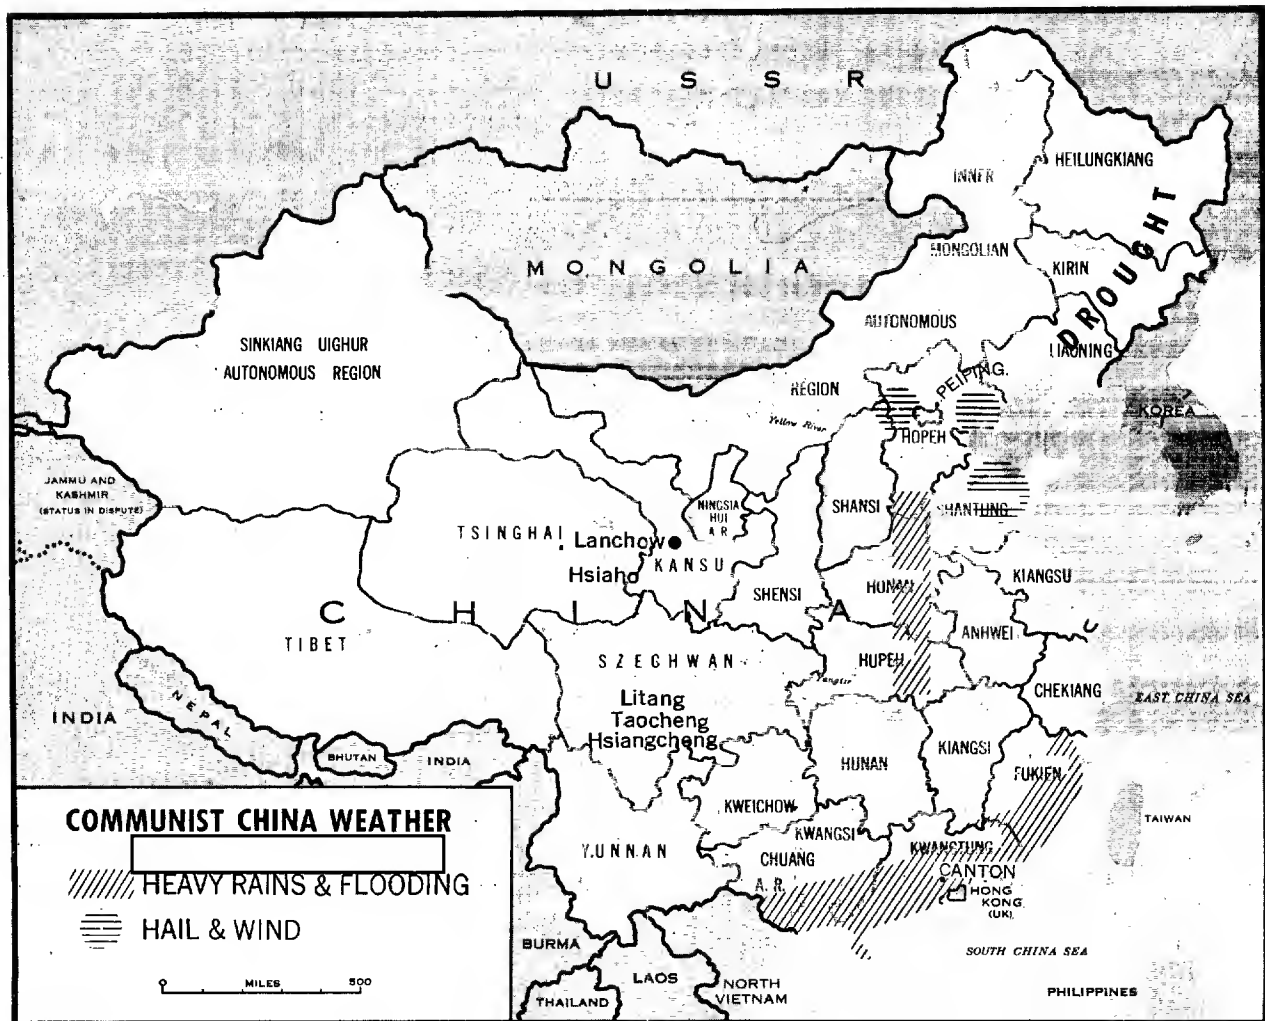 U S S R
HEILUNGKIANG
INNER
MONGOLIAN
KIRIN
DROUGHT
MONGOLIA
AUTONOMOUS
LIAONING
SINKIANG UIGHUR
AUTONOMOUS REGION
REGION
PEIPING
KOREA
Yellow River
HOPEH
JAMMU AND
KASHMIR
(STATUS IN DISPUTE)
NINGSIA
HUI
A.R.
SHANSI
SHANTUNG
TSINGHAI
Lanchow
KANSU
Hsiaho
SHENSI
HONAN
KIANGSU
CHINA
TIBET
ANHWEI
SZECHWAN
HUPEH
Yangtze
CHEKIANG
EAST CHINA SEA
Litang
Taocheng
Hsiangcheng
INDIA
NEPAL
BHUTAN
INDIA
HUNAN
KIANGSI
FUKIEN
KWEICHOW
KWANGSI
CHUANG
A.R.
KWANGTUNG
TAIWAN
YUNNAN
CANTON
HONG
KONG
(UK)
COMMUNIST CHINA WEATHER
HEAVY RAINS & FLOODING
HAIL & WIND
0 MILES 500
BURMA
LAOS
THAILAND
NORTH
VIETNAM
SOUTH CHINA SEA
PHILIPPINES